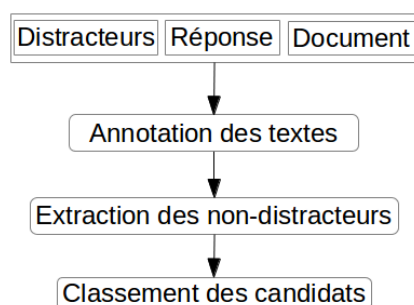 Distracteurs Réponse Document
Annotation des textes
Extraction des non-distracteurs
Classement des candidats